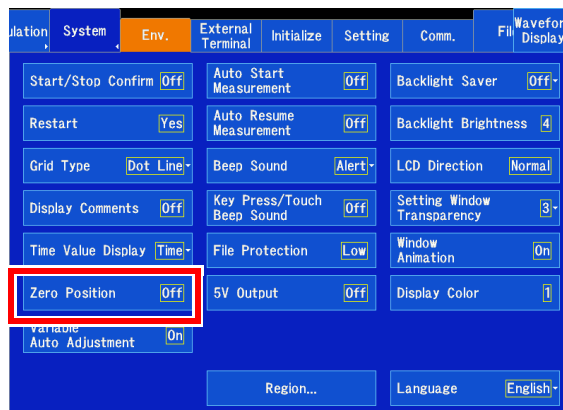 ulation
System
Env.
External
Terminal
Initialize
Setting
Comm.
Fil
Wavefor
Display
Start/Stop Confirm Off
Auto Start
Measurement Off
Backlight Saver Off
Restart Yes
Auto Resume
Measurement Off
Backlight Brightness 4
Grid Type Dot Line
Beep Sound Alert
LCD Direction Normal
Display Comments Off
Key Press/Touch
Beep Sound Off
Setting Window
Transparency 3
Time Value Display Time
File Protection Low
Window
Animation On
Zero Position Off
5V Output Off
Display Color 1
Variable
Auto Adjustment On
Region...
Language English